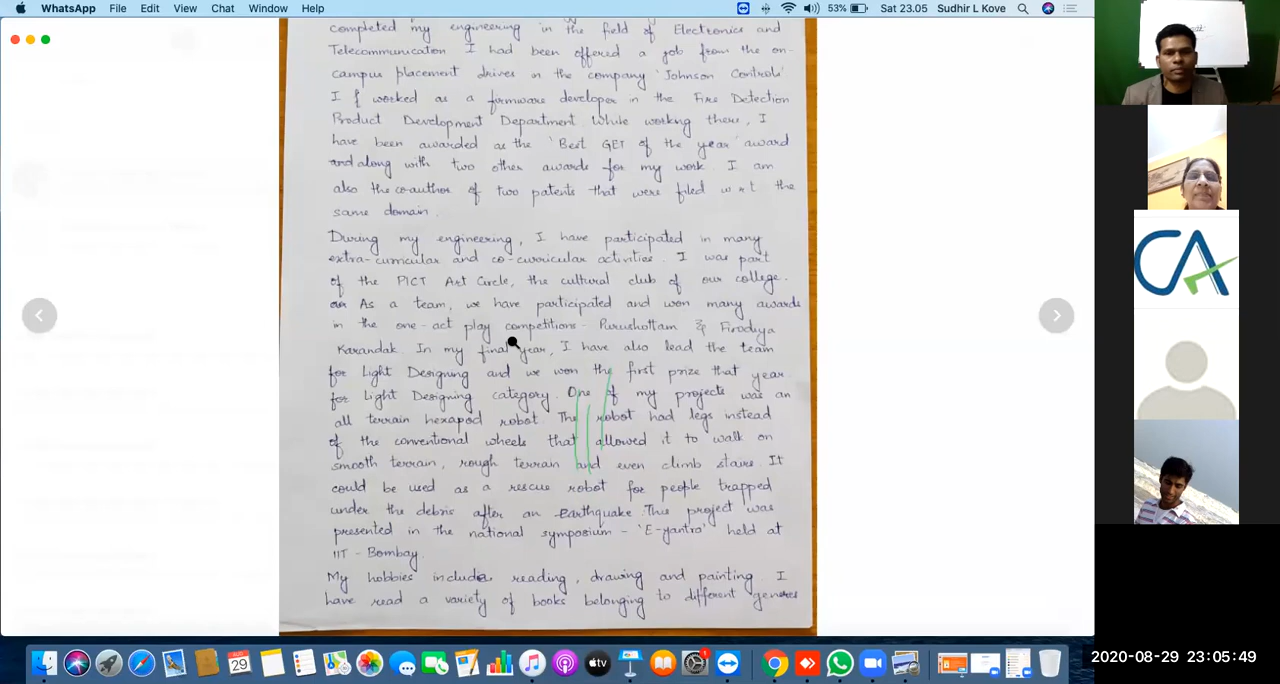 WhatsApp File Edit View Chat Window Help 53% Sat 23.05 Sudhir L Kove
completed my engineering in the field of Electronics and
Telecommunication I had been offered a job from the on-
campus placement drives in the company 'Johnson Controls'
I worked as a firmware developer in the Fire Detection
Product Development Department. While working there, I
have been awarded as the 'Best GET of the year' award
and along with two other awards for my work. I am
also the co-author of two patents that were filed w.r.t the
same domain.
During my engineering, I have participated in many
extra-curricular and co-curricular activities. I was part
of the PICT Art Circle, the cultural club of our college.
As a team, we have participated and won many awards
in the one-act play competitions - Purushottam & Firodiya
Karandak. In my final year, I have also lead the team
for Light Designing and we won the first prize that year
for Light Designing category. One of my projects was an
all terrain hexapod robot. The robot had legs instead
of the conventional wheels that allowed it to walk on
smooth terrain, rough terrain and even climb stairs. It
could be used as a rescue robot for people trapped
under the debris after an Earthquake. This project was
presented in the national symposium - 'E-yantra' held at
IIT - Bombay.
My hobbies include reading, drawing and painting. I
have read a variety of books belonging to different genres
CA
AUG
29
tv
2020-08-29 23:05:49